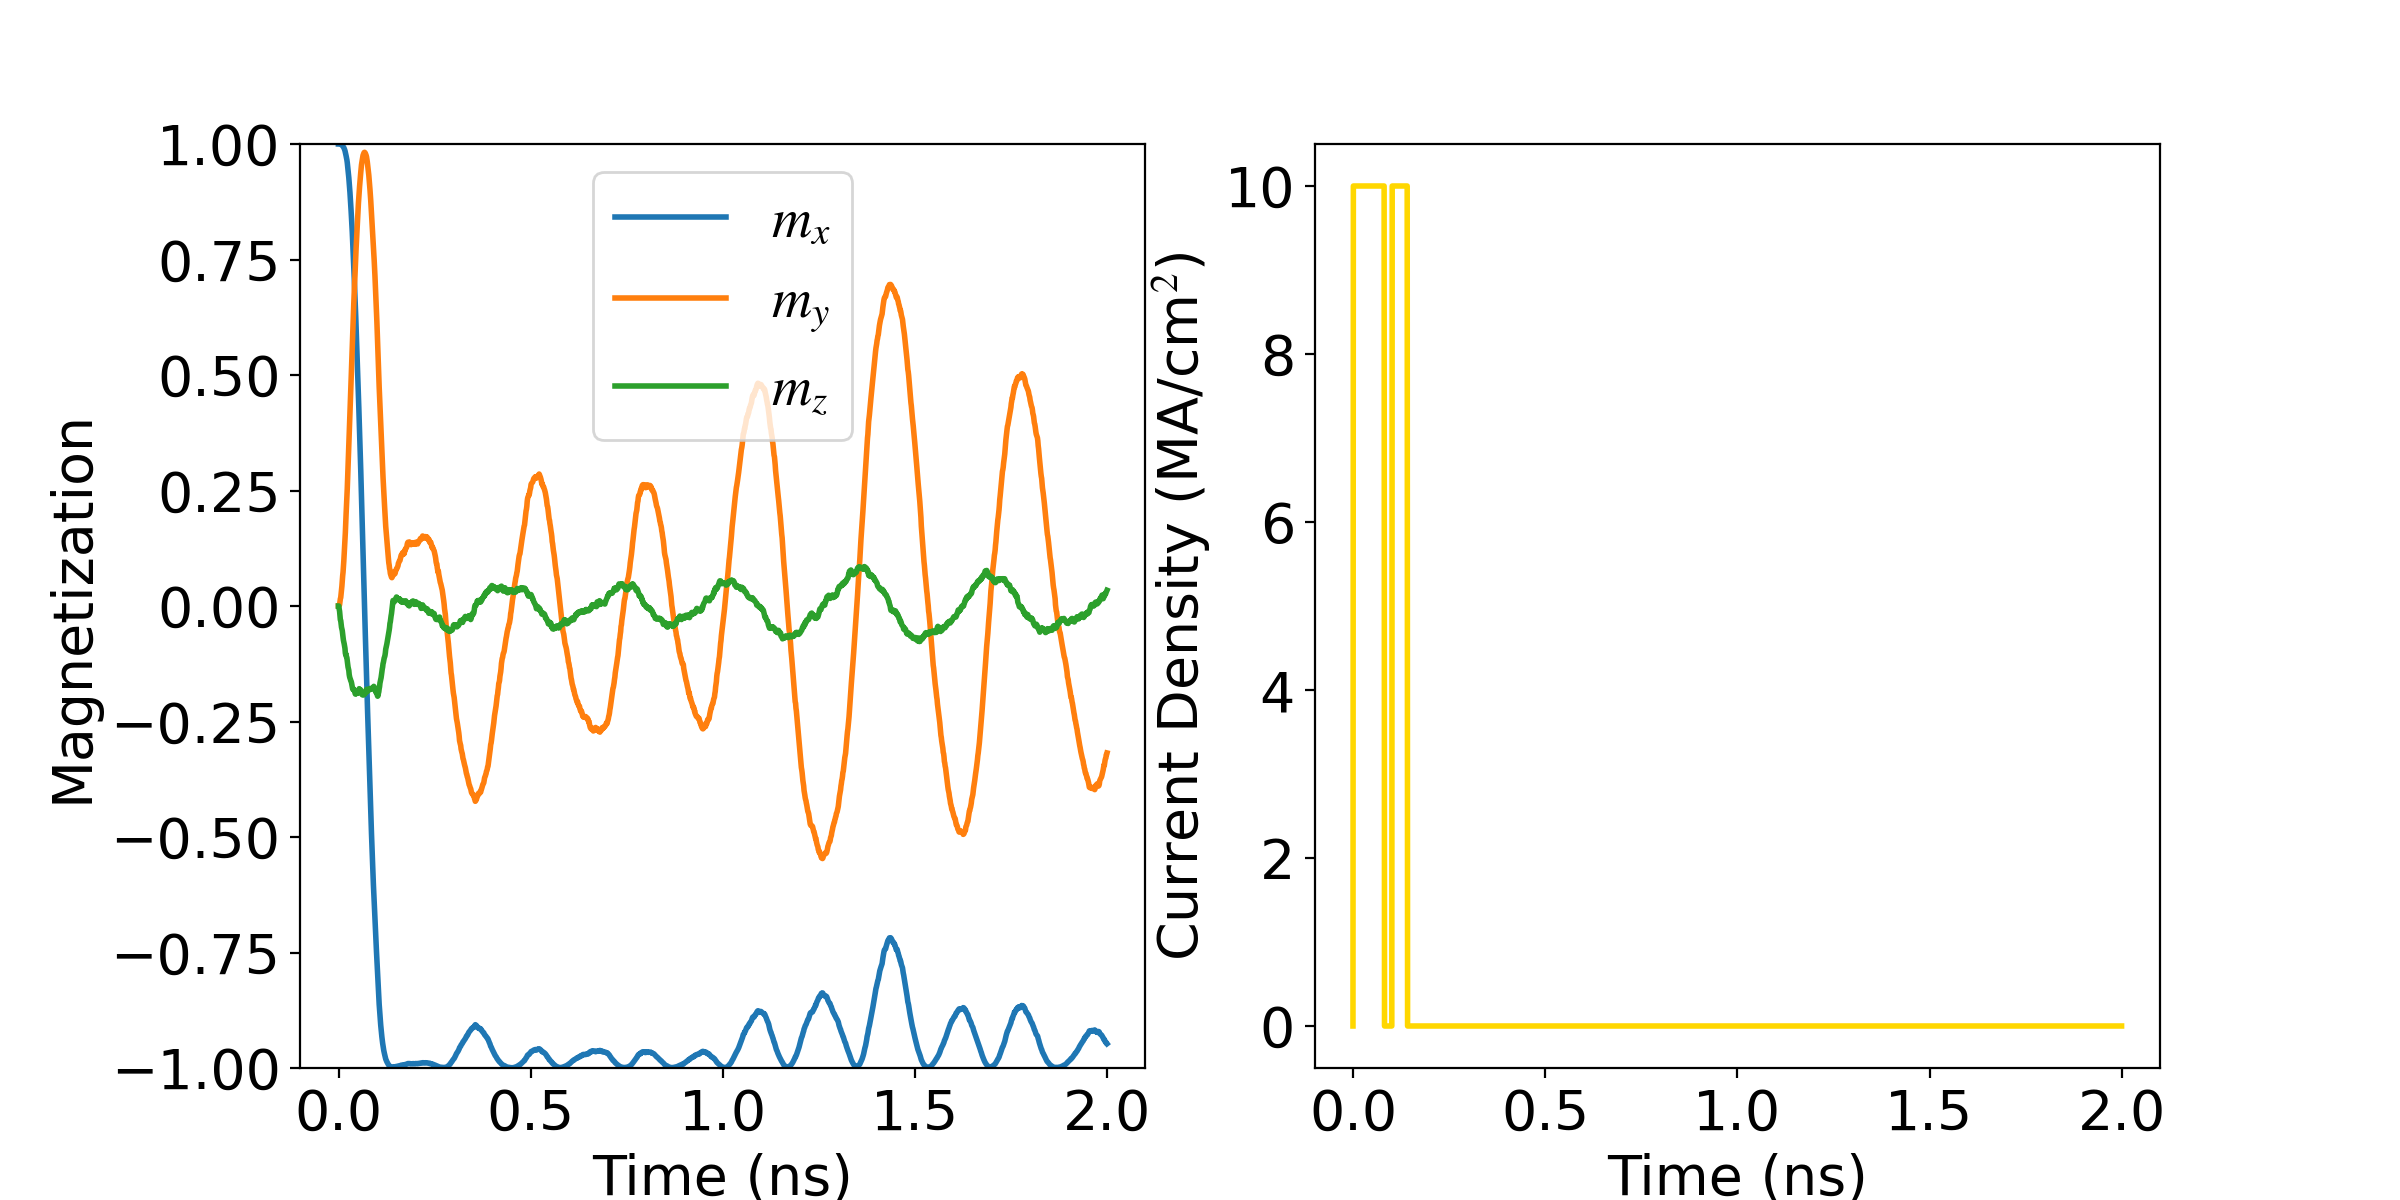 Magnetization
1.00
0.75
0.50
0.25
0.00
−0.25
−0.50
−0.75
−1.00
0.0 0.5 1.0 1.5 2.0
Time (ns)
m_x
m_y
m_z
Current Density (MA/cm²)
10
8
6
4
2
0
0.0 0.5 1.0 1.5 2.0
Time (ns)